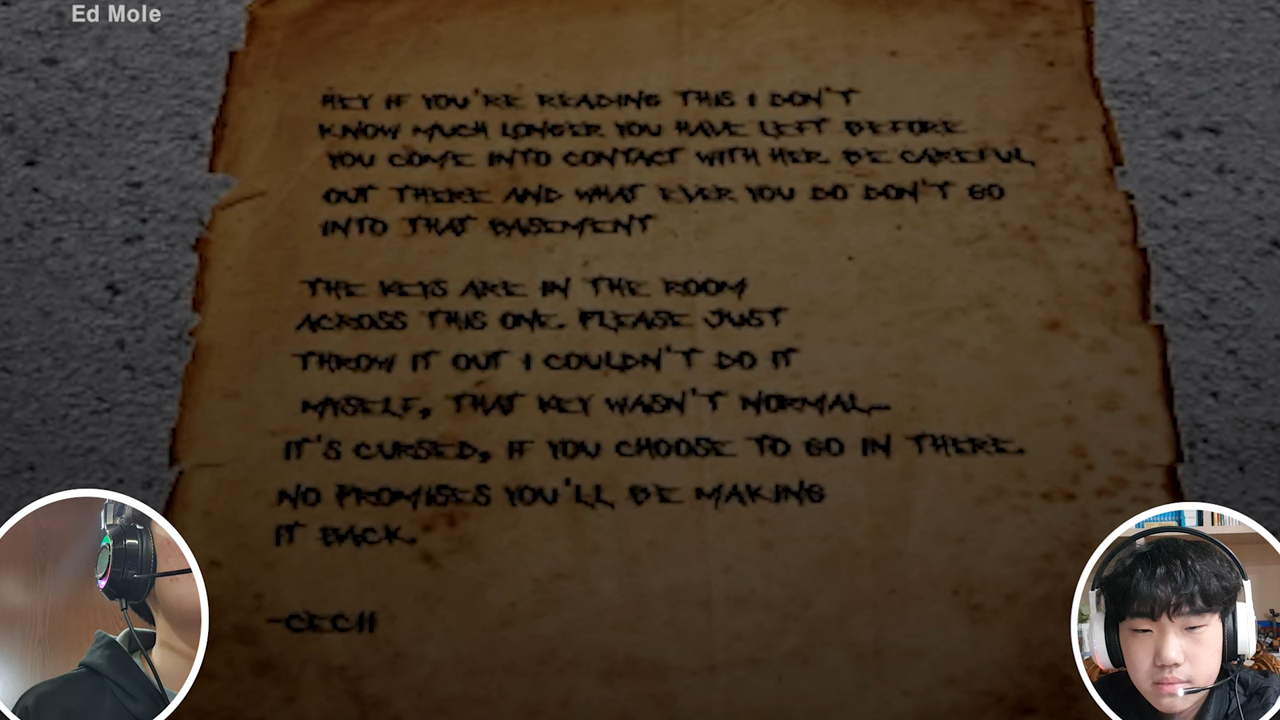 Ed Mole
HEY IF YOU'RE READING THIS I DON'T
KNOW MUCH LONGER YOU HAVE LEFT BEFORE
YOU COME INTO CONTACT WITH HER. BE CAREFUL
OUT THERE AND WHAT EVER YOU DO DON'T GO
INTO THAT BASEMENT
THE KEYS ARE IN THE ROOM
ACROSS THIS ONE. PLEASE JUST
THROW IT OUT I COULDN'T DO IT
MYSELF, THAT KEY WASN'T NORMAL-
IT'S CURSED, IF YOU CHOOSE TO GO IN THERE.
NO PROMISES YOU'LL BE MAKING
IT BACK.